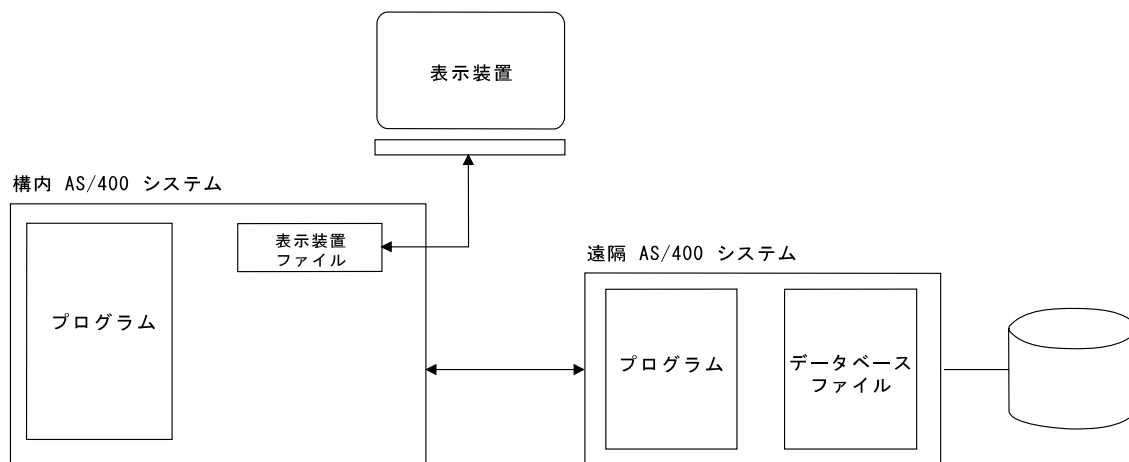 表示装置
構内 AS/400 システム
表示装置
ファイル
プログラム
遠隔 AS/400 システム
プログラム
データベース
ファイル